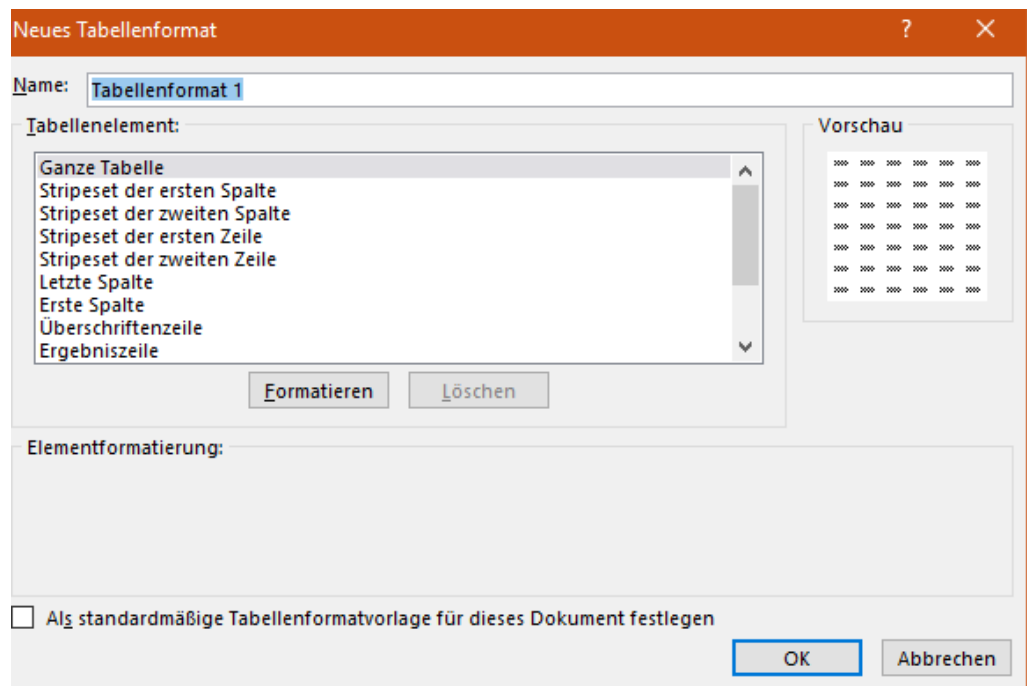 Neues Tabellenformat
Name: Tabellenformat 1
Tabellenelement:
Vorschau
Ganze Tabelle
Stripeset der ersten Spalte
Stripeset der zweiten Spalte
Stripeset der ersten Zeile
Stripeset der zweiten Zeile
Letzte Spalte
Erste Spalte
Überschriftenzeile
Ergebniszeile
Formatieren Löschen
Elementformatierung:
Als standardmäßige Tabellenformatvorlage für dieses Dokument festlegen
OK Abbrechen